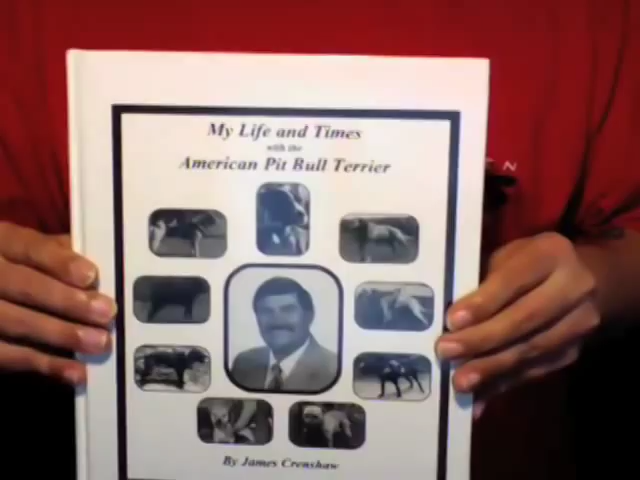 My Life and Times
with the
American Pit Bull Terrier
By James Crenshaw